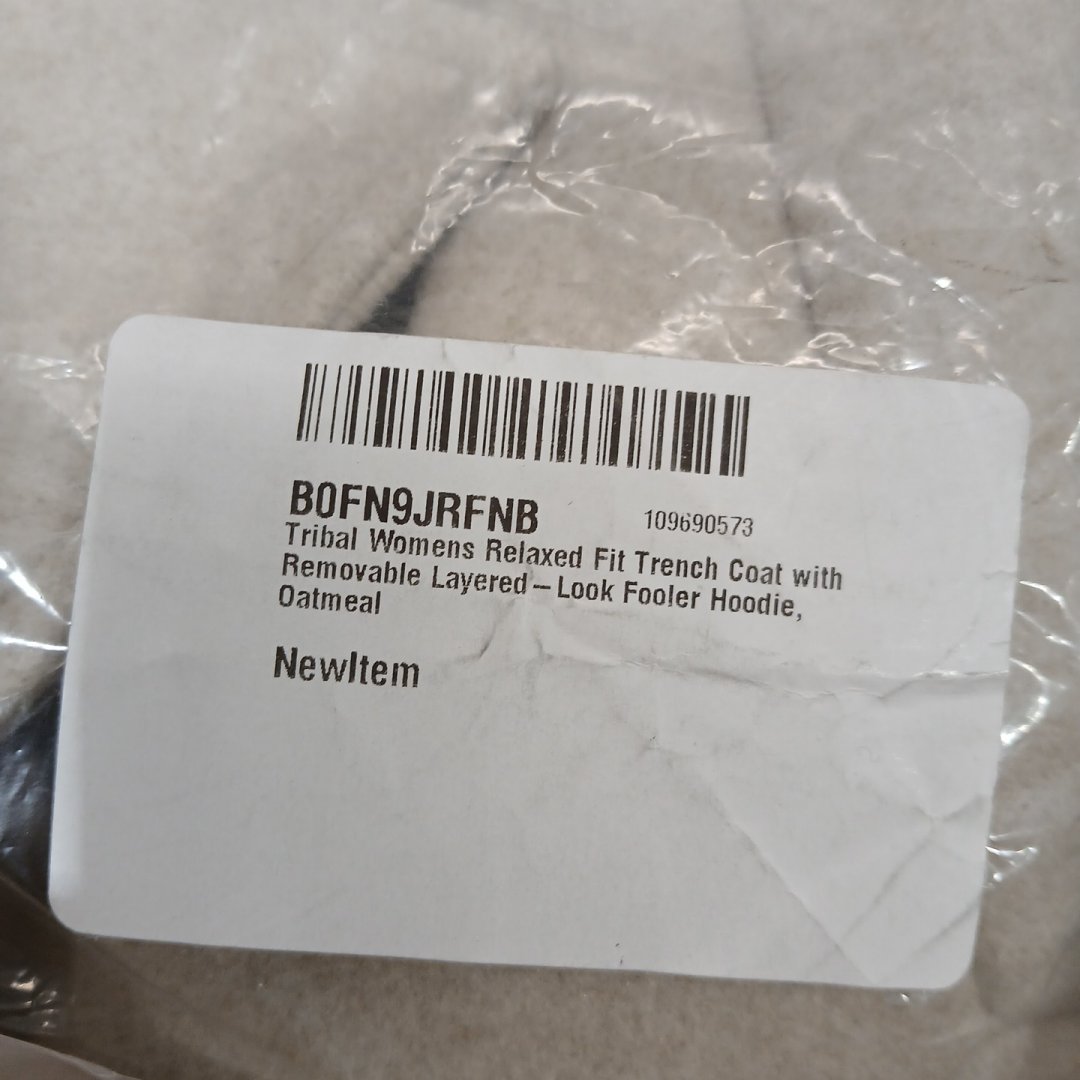 B0FN9JRFNB 109690573
Tribal Womens Relaxed Fit Trench Coat with
Removable Layered-Look Fooler Hoodie,
Oatmeal
NewItem